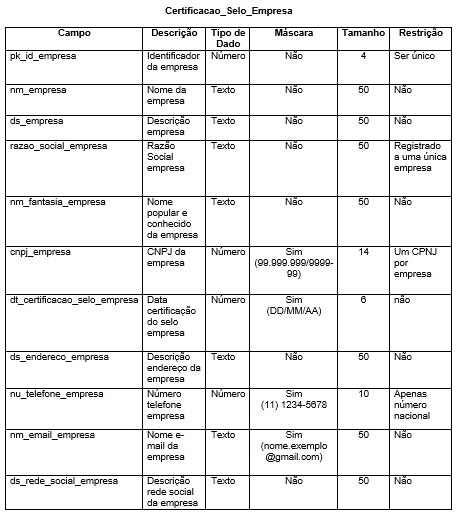 Certificacao_Selo_Empresa
Campo Descrição Tipo de Dado Máscara Tamanho Restrição
pk_id_empresa Identificador da empresa Número Não 4 Ser único
nm_empresa Nome da empresa Texto Não 50 Não
ds_empresa Descrição empresa Texto Não 50 Não
razao_social_empresa Razão Social empresa Texto Não 50 Registrado a uma única empresa
nm_fantasia_empresa Nome popular e conhecido da empresa Texto Não 50 Não
cnpj_empresa CNPJ da empresa Número Sim (99.999.999/9999-99) 14 Um CPNJ por empresa
dt_certificacao_selo_empresa Data certificação do selo empresa Número Sim (DD/MM/AA) 6 não
ds_endereco_empresa Descrição endereço da empresa Texto Não 50 Não
nu_telefone_empresa Número telefone empresa Número Sim (11) 1234-5678 10 Apenas número nacional
nm_email_empresa Nome e-mail da empresa Texto Sim (nome.exemplo@gmail.com) 50 Não
ds_rede_social_empresa Descrição rede social da empresa Texto Não 50 Não